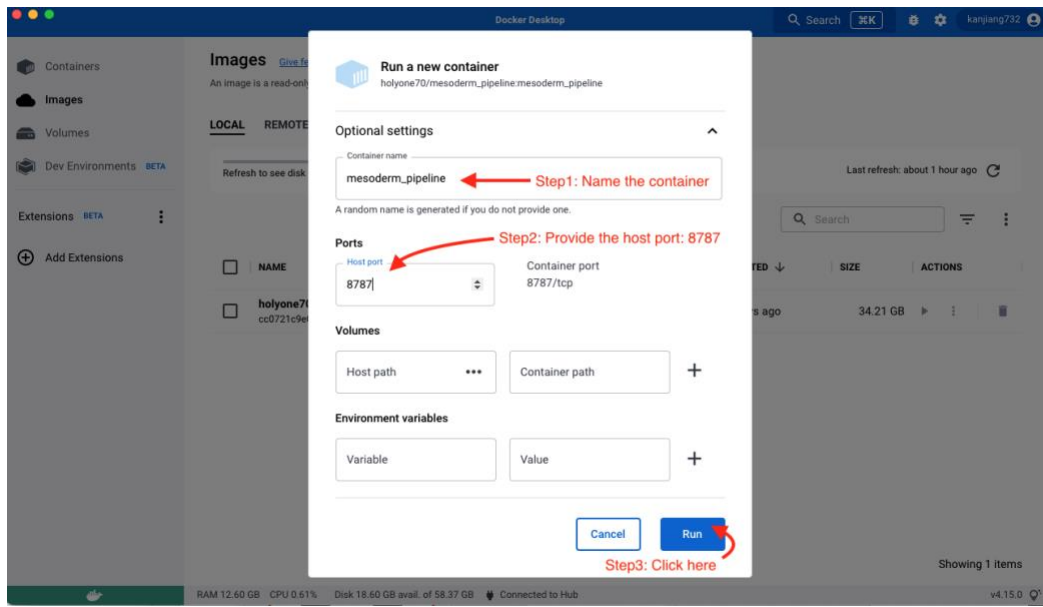 Docker Desktop
Search ⌘K
kanjiang732
Containers
Images
Volumes
Dev Environments BETA
Extensions BETA
Add Extensions
Images Give fe
An image is a read-only
LOCAL REMOTE
Refresh to see disk
Last refresh: about 1 hour ago
Search
NAME
TED ↓ SIZE ACTIONS
holyone70
cc0721c9e
s ago 34.21 GB
Run a new container
holyone70/mesoderm_pipeline:mesoderm_pipeline
Optional settings
Container name
mesoderm_pipeline
Step1: Name the container
A random name is generated if you do not provide one.
Step2: Provide the host port: 8787
Ports
Host port
8787
Container port
8787/tcp
Volumes
Host path ••• Container path +
Environment variables
Variable Value +
Cancel Run
Step3: Click here
Showing 1 items
RAM 12.60 GB CPU 0.61% Disk 18.60 GB avail. of 58.37 GB Connected to Hub
v4.15.0